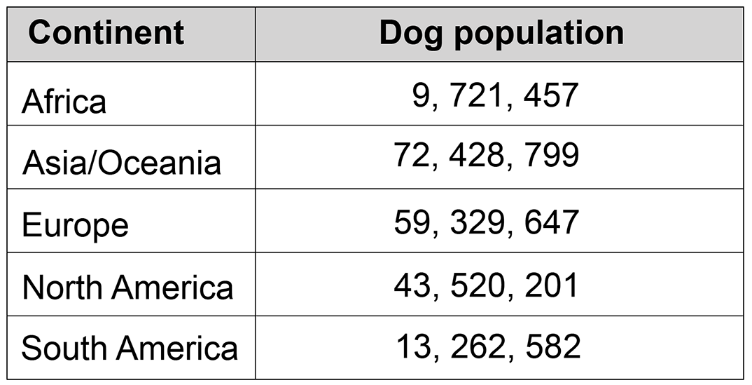 Continent Dog population
Africa 9, 721, 457
Asia/Oceania 72, 428, 799
Europe 59, 329, 647
North America 43, 520, 201
South America 13, 262, 582